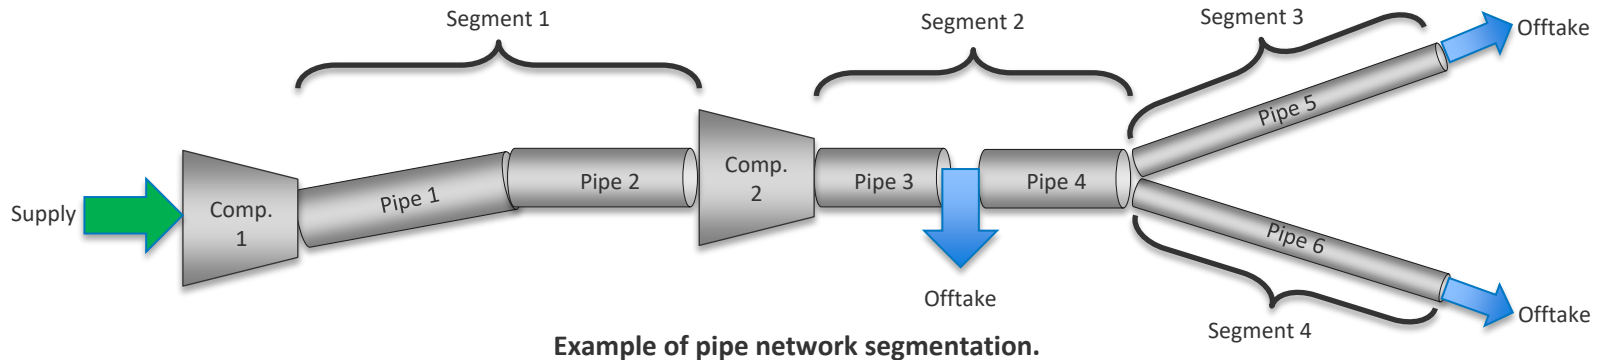 Segment 1
Segment 2
Segment 3
Offtake
Supply
Comp.
1
Pipe 1
Pipe 2
Comp.
2
Pipe 3
Pipe 4
Pipe 5
Pipe 6
Offtake
Offtake
Segment 4
Example of pipe network segmentation.